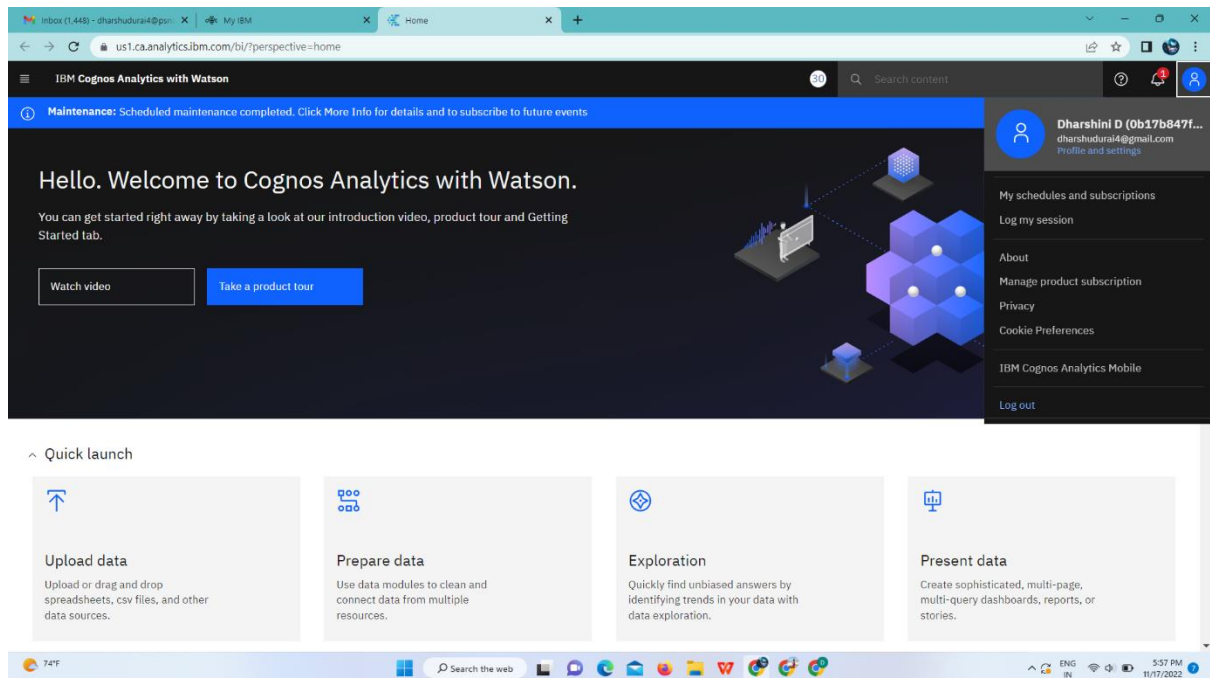 Inbox (1,448) - dharshudurai4@psn
My IBM
Home
us1.ca.analytics.ibm.com/bi/?perspective=home
IBM Cognos Analytics with Watson
30
Search content
1
Maintenance: Scheduled maintenance completed. Click More Info for details and to subscribe to future events
Dharshini D (0b17b847f...
dharshudurai4@gmail.com
Profile and settings
My schedules and subscriptions
Log my session
About
Manage product subscription
Privacy
Cookie Preferences
IBM Cognos Analytics Mobile
Log out
Hello. Welcome to Cognos Analytics with Watson.
You can get started right away by taking a look at our introduction video, product tour and Getting
Started tab.
Watch video
Take a product tour
Quick launch
Upload data
Upload or drag and drop
spreadsheets, csv files, and other
data sources.
Prepare data
Use data modules to clean and
connect data from multiple
resources.
Exploration
Quickly find unbiased answers by
identifying trends in your data with
data exploration.
Present data
Create sophisticated, multi-page,
multi-query dashboards, reports, or
stories.
74°F
Search the web
ENG
IN
5:57 PM
11/17/2022
7